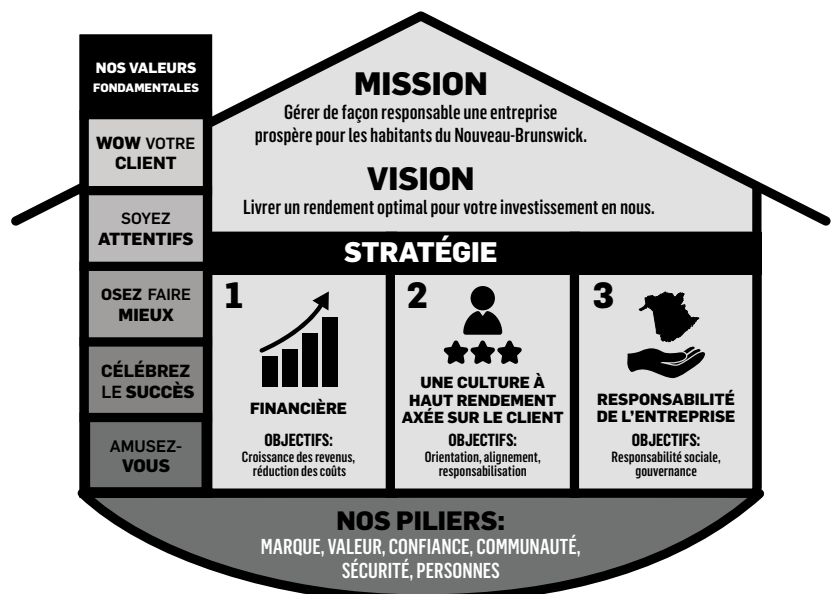 NOS VALEURS
FONDAMENTALES
WOW VOTRE
CLIENT
SOYEZ
ATTENTIFS
OSEZ FAIRE
MIEUX
CÉLÉBREZ
LE SUCCÈS
AMUSEZ-
VOUS
MISSION
Gérer de façon responsable une entreprise
prospère pour les habitants du Nouveau-Brunswick.
VISION
Livrer un rendement optimal pour votre investissement en nous.
STRATÉGIE
1
FINANCIÈRE
OBJECTIFS:
Croissance des revenus,
réduction des coûts
2
UNE CULTURE À
HAUT RENDEMENT
AXÉE SUR LE CLIENT
OBJECTIFS:
Orientation, alignement,
responsabilisation
3
RESPONSABILITÉ
DE L’ENTREPRISE
OBJECTIFS:
Responsabilité sociale,
gouvernance
NOS PILIERS:
MARQUE, VALEUR, CONFIANCE, COMMUNAUTÉ,
SÉCURITÉ, PERSONNES